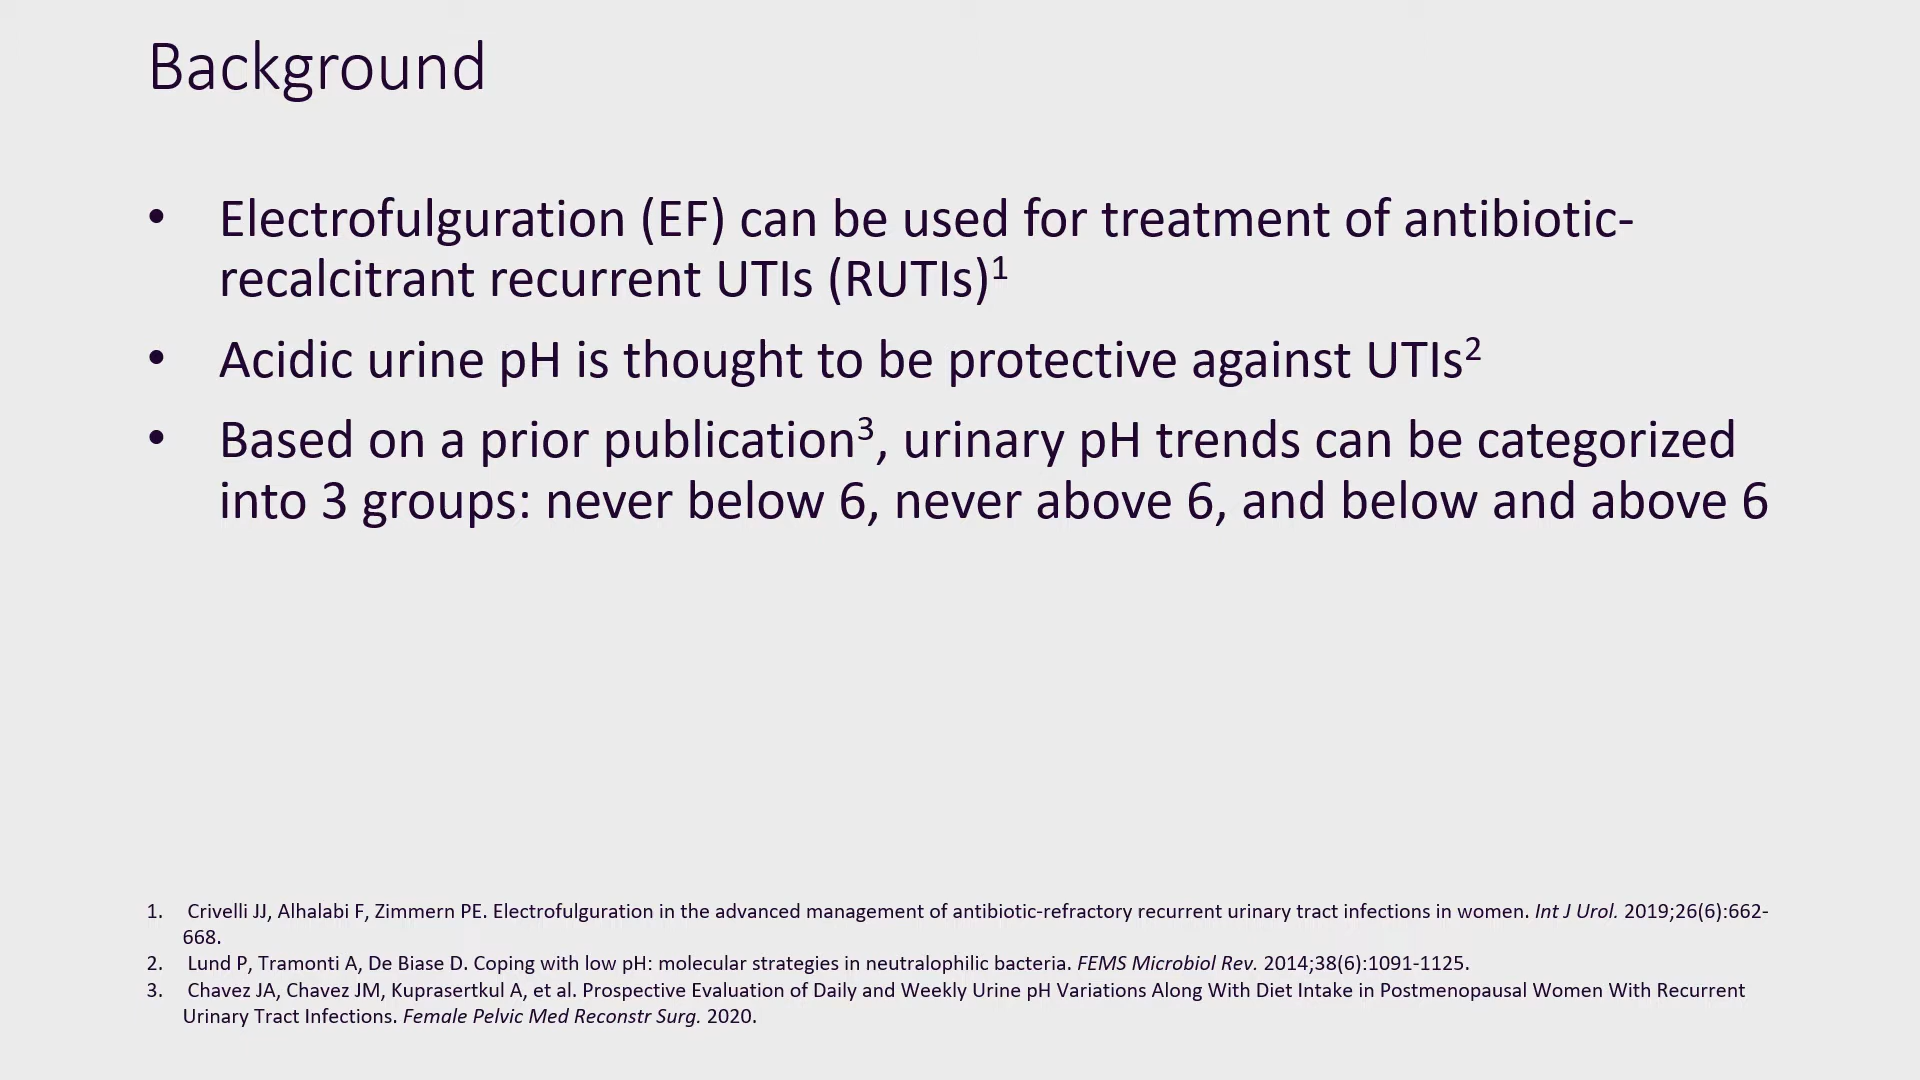 Background
• Electrofulguration (EF) can be used for treatment of antibiotic-
recalcitrant recurrent UTIs (RUTIs)¹
• Acidic urine pH is thought to be protective against UTIs²
• Based on a prior publication³, urinary pH trends can be categorized
into 3 groups: never below 6, never above 6, and below and above 6
1. Crivelli JJ, Alhalabi F, Zimmern PE. Electrofulguration in the advanced management of antibiotic-refractory recurrent urinary tract infections in women. Int J Urol. 2019;26(6):662-
668.
2. Lund P, Tramonti A, De Biase D. Coping with low pH: molecular strategies in neutralophilic bacteria. FEMS Microbiol Rev. 2014;38(6):1091-1125.
3. Chavez JA, Chavez JM, Kuprasertkul A, et al. Prospective Evaluation of Daily and Weekly Urine pH Variations Along With Diet Intake in Postmenopausal Women With Recurrent
Urinary Tract Infections. Female Pelvic Med Reconstr Surg. 2020.